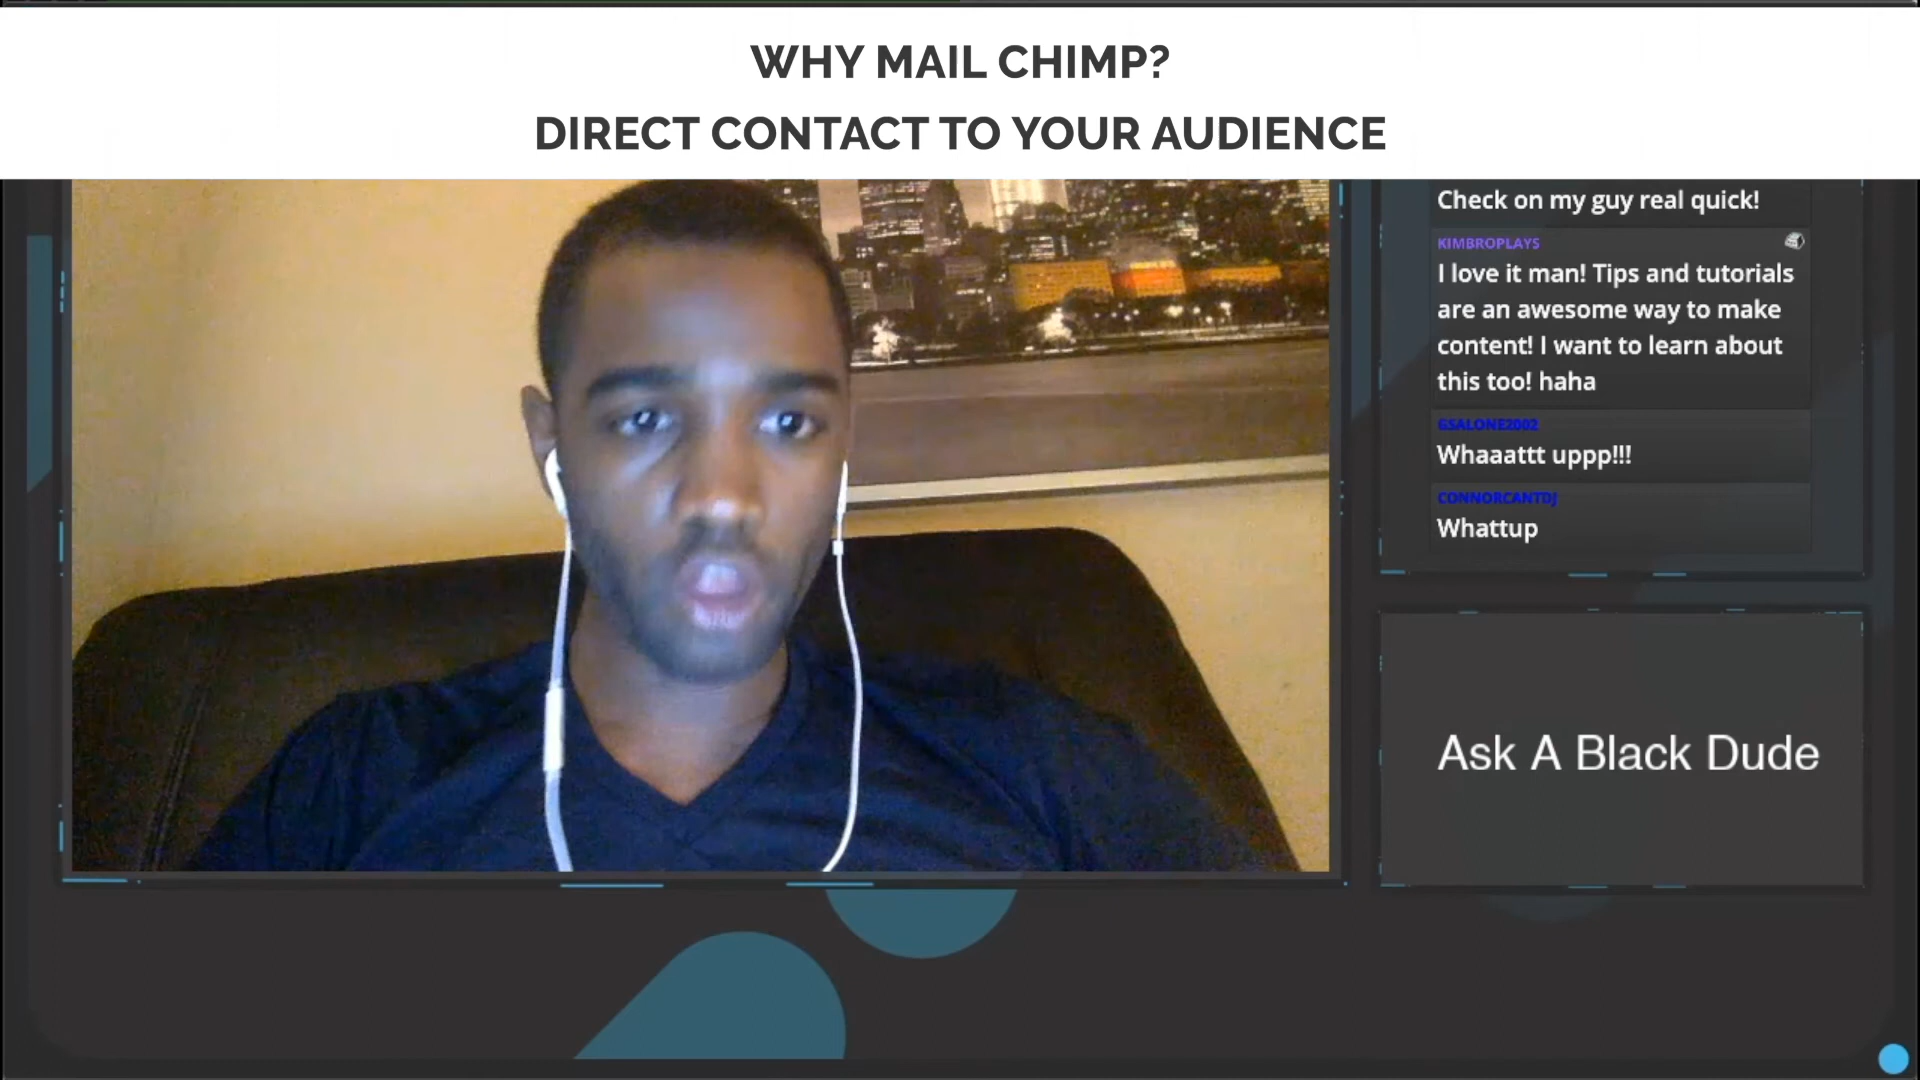 WHY MAIL CHIMP?
DIRECT CONTACT TO YOUR AUDIENCE
Check on my guy real quick!
KIMBROPLAYS
I love it man! Tips and tutorials
are an awesome way to make
content! I want to learn about
this too! haha
GSALONE2002
Whaaattt uppp!!!
CONNORCANTDJ
Whattup
Ask A Black Dude